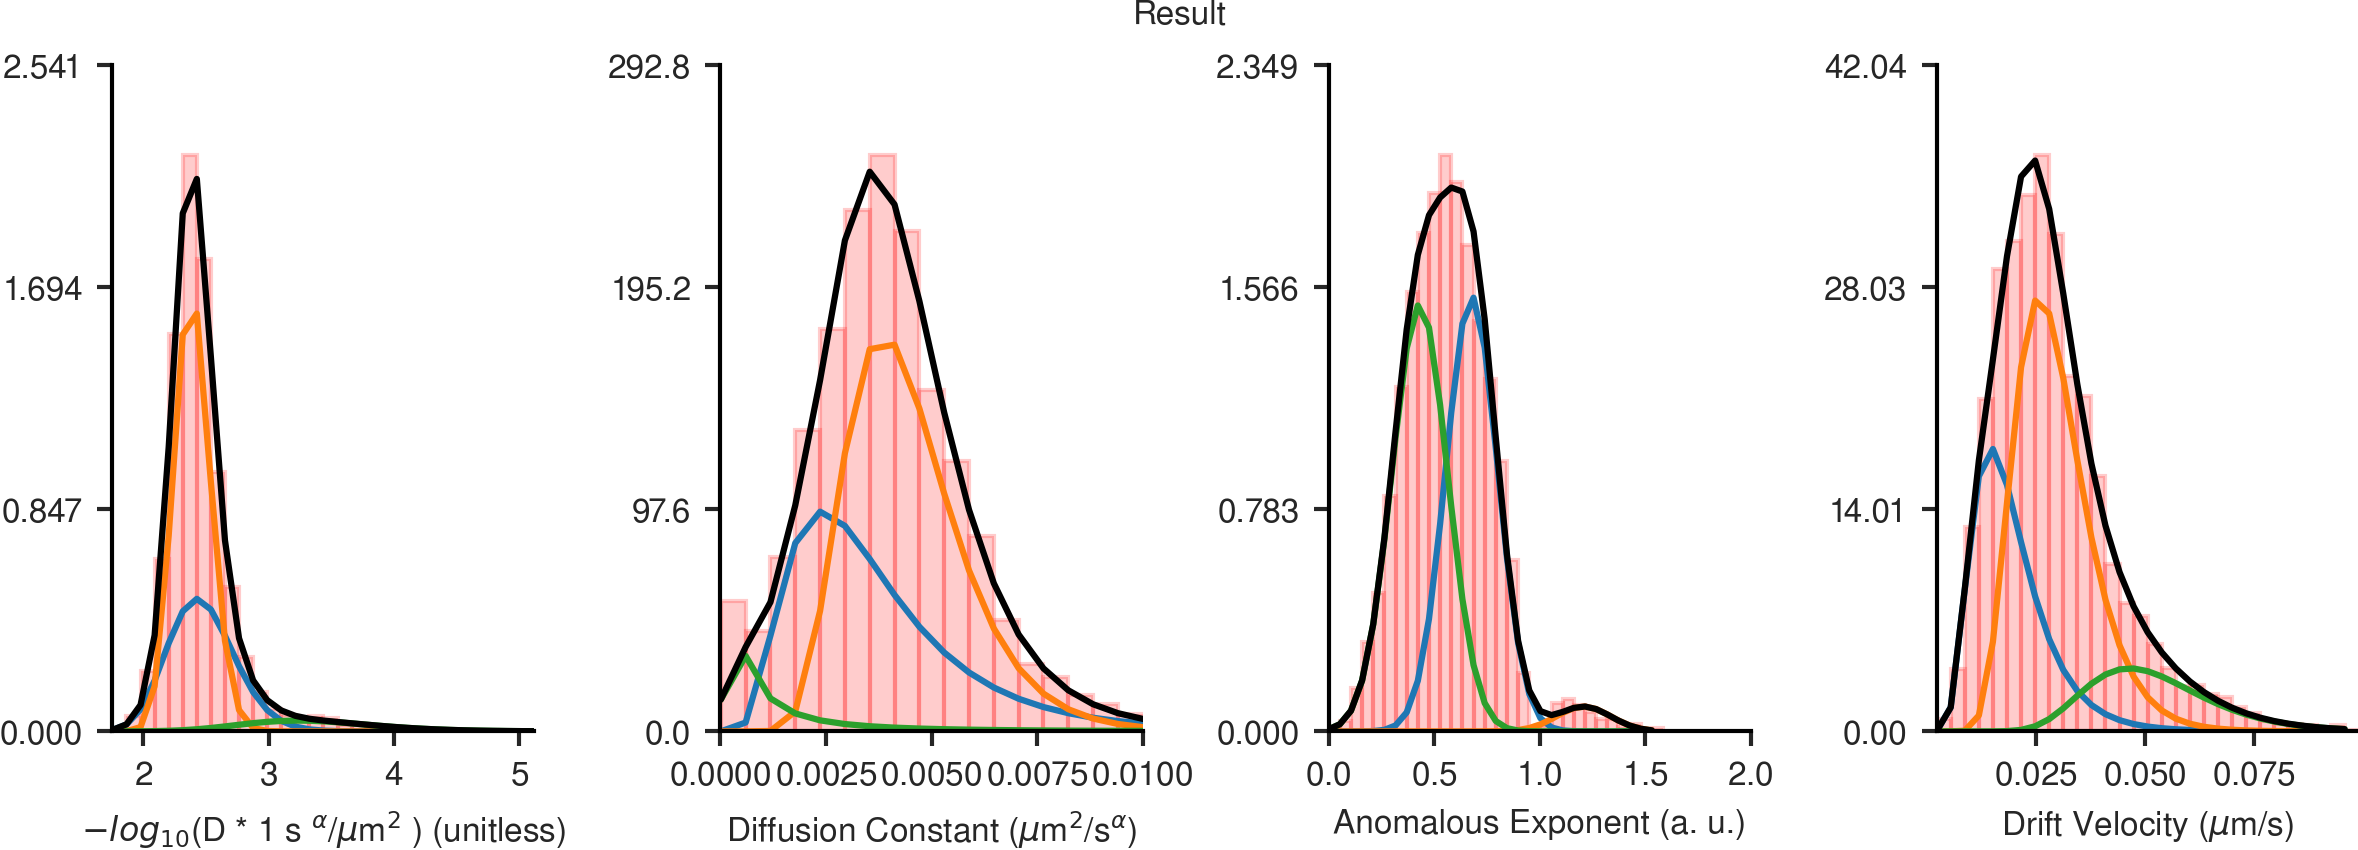 Result
2.541
1.694
0.847
0.000
2 3 4 5
−log10(D * 1 s α/μm2 ) (unitless)
292.8
195.2
97.6
0.0
0.0000 0.0025 0.0050 0.0075 0.0100
Diffusion Constant (μm2/sα)
2.349
1.566
0.783
0.000
0.0 0.5 1.0 1.5 2.0
Anomalous Exponent (a. u.)
42.04
28.03
14.01
0.00
0.025 0.050 0.075
Drift Velocity (μm/s)